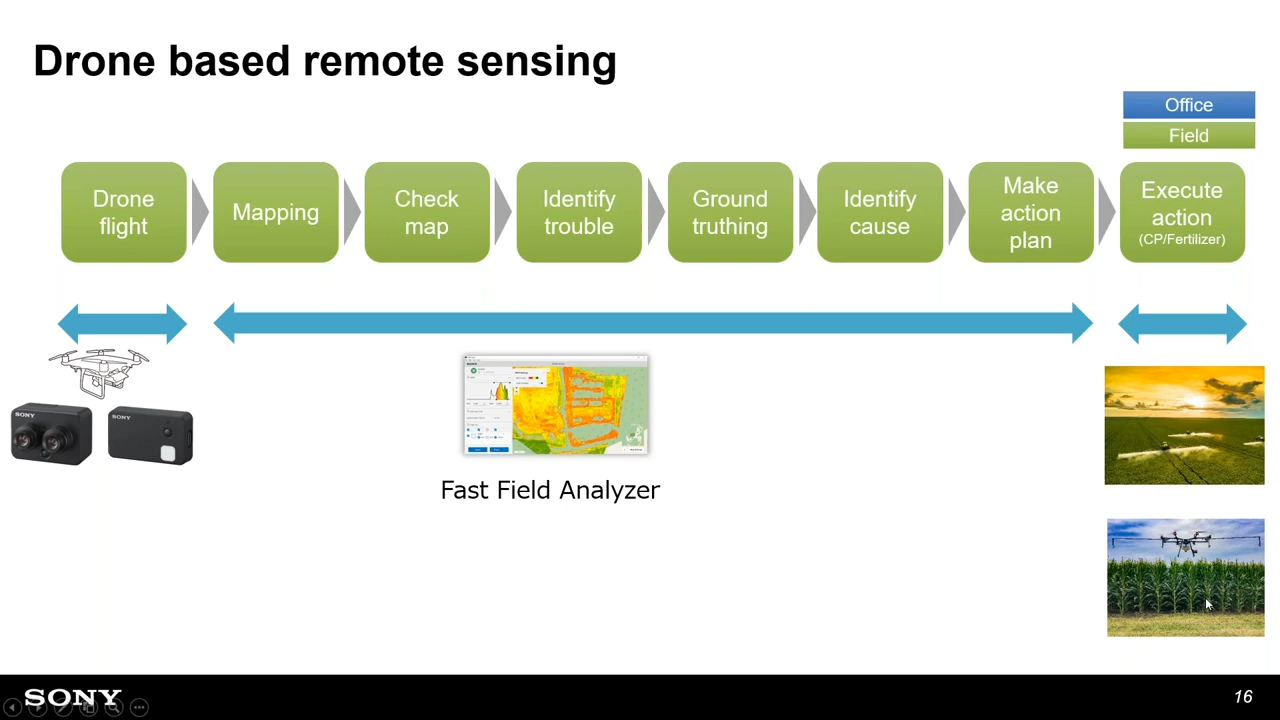 Drone based remote sensing
Office
Field
Drone
flight
Mapping
Check
map
Identify
trouble
Ground
truthing
Identify
cause
Make
action
plan
Execute
action
(CP/Fertilizer)
SONY
SONY
Fast Field Analyzer
SONY
16